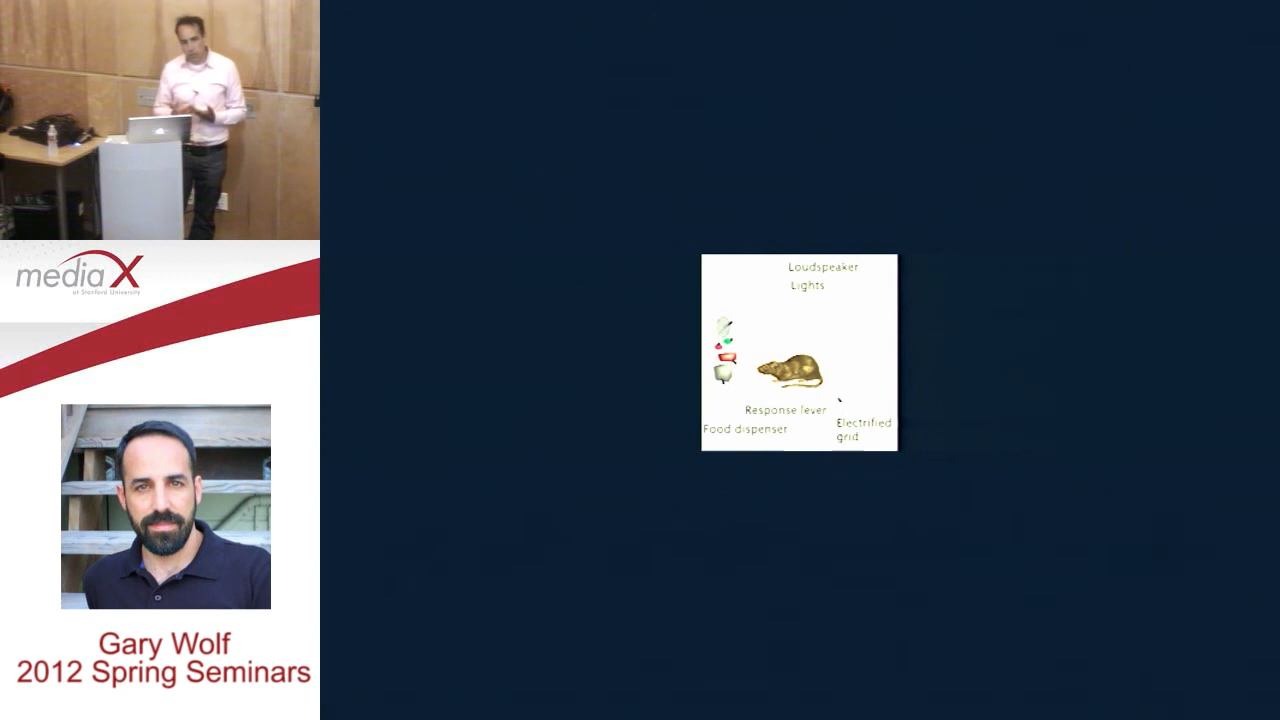 mediaX
at Stanford University
Gary Wolf
2012 Spring Seminars
Loudspeaker
Lights
Response lever
Food dispenser
Electrified
grid